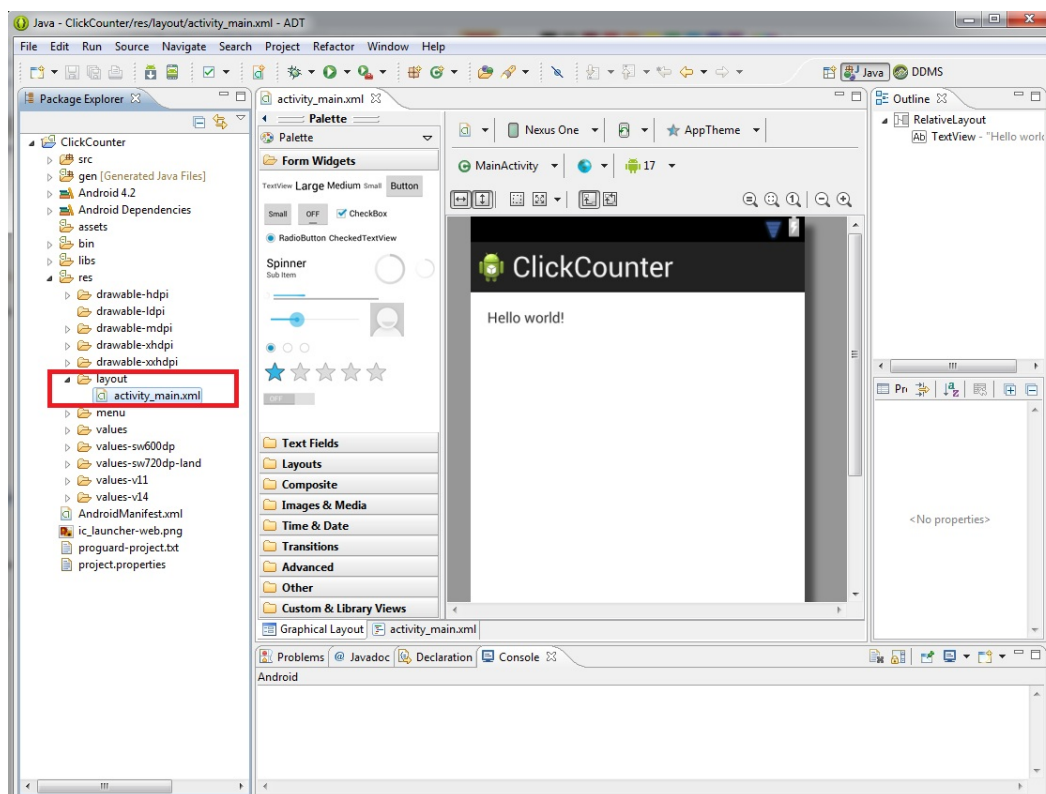 Java - ClickCounter/res/layout/activity_main.xml - ADT
File Edit Run Source Navigate Search Project Refactor Window Help
Java DDMS
Package Explorer
ClickCounter
src
gen [Generated Java Files]
Android 4.2
Android Dependencies
assets
bin
libs
res
drawable-hdpi
drawable-ldpi
drawable-mdpi
drawable-xhdpi
drawable-xxhdpi
layout
activity_main.xml
menu
values
values-sw600dp
values-sw720dp-land
values-v11
values-v14
AndroidManifest.xml
ic_launcher-web.png
proguard-project.txt
project.properties
activity_main.xml
Palette
Palette
Form Widgets
TextView Large Medium Small Button
Small OFF CheckBox
RadioButton CheckedTextView
Spinner
Sub Item
OFF
Text Fields
Layouts
Composite
Images & Media
Time & Date
Transitions
Advanced
Other
Custom & Library Views
Nexus One AppTheme
MainActivity 17
ClickCounter
Hello world!
Graphical Layout activity_main.xml
Outline
RelativeLayout
Ab TextView - "Hello world
Pr
<No properties>
Problems @ Javadoc Declaration Console
Android